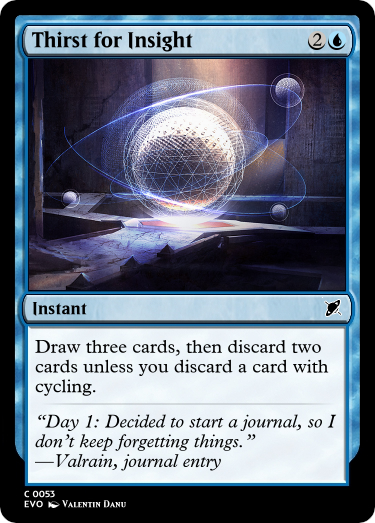 Thirst for Insight 2
Instant
Draw three cards, then discard two
cards unless you discard a card with
cycling.
“Day 1: Decided to start a journal, so I
don’t keep forgetting things.”
—Valrain, journal entry
C 0053
EVO Valentin Danu